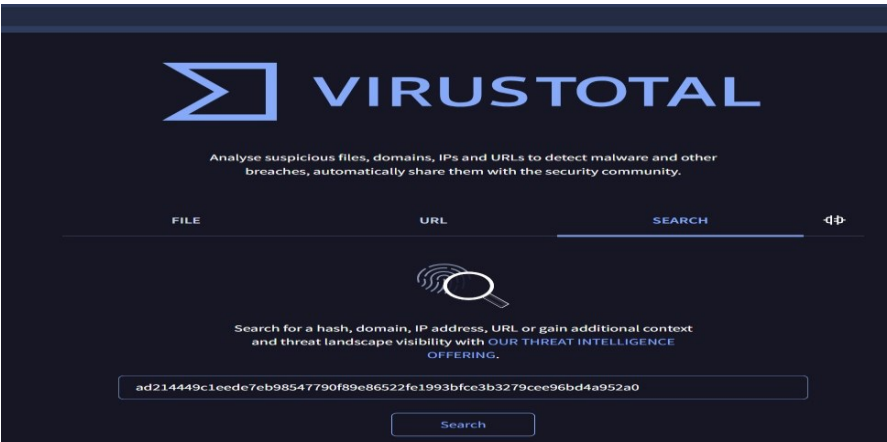 VIRUSTOTAL
Analyse suspicious files, domains, IPs and URLs to detect malware and other
breaches, automatically share them with the security community.
FILE URL SEARCH
Search for a hash, domain, IP address, URL or gain additional context
and threat landscape visibility with OUR THREAT INTELLIGENCE
OFFERING.
ad214449c1eede7eb98547790f89e86522fe1993bfce3b3279cee96bd4a952a0
Search